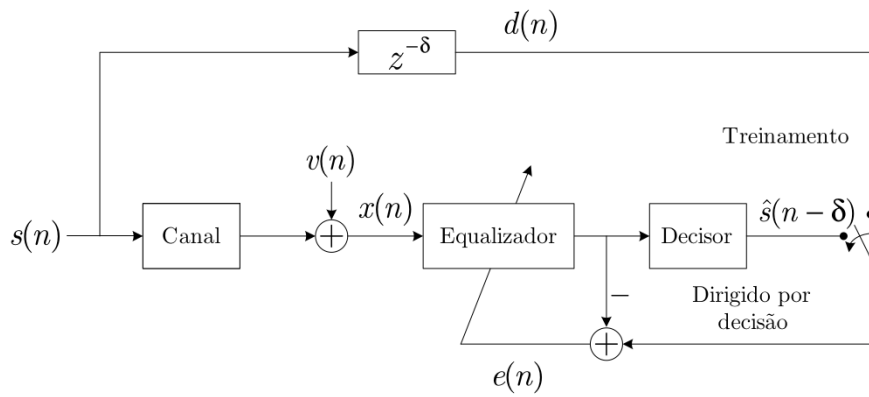 d(n)
z^{-δ}
Treinamento
v(n)
x(n)
ŝ(n − δ)
s(n)
Canal
+
Equalizador
Decisor
−
Dirigido por
decisão
+
e(n)